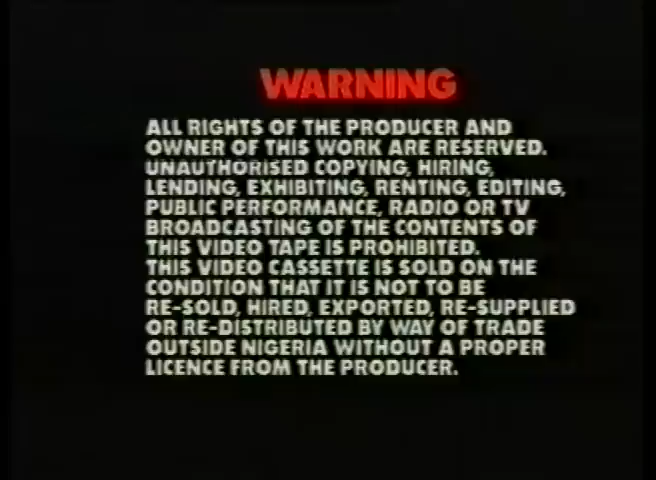 WARNING
ALL RIGHTS OF THE PRODUCER AND
OWNER OF THIS WORK ARE RESERVED.
UNAUTHORISED COPYING, HIRING,
LENDING, EXHIBITING, RENTING, EDITING,
PUBLIC PERFORMANCE, RADIO OR TV
BROADCASTING OF THE CONTENTS OF
THIS VIDEO TAPE IS PROHIBITED.
THIS VIDEO CASSETTE IS SOLD ON THE
CONDITION THAT IT IS NOT TO BE
RE-SOLD, HIRED, EXPORTED, RE-SUPPLIED
OR RE-DISTRIBUTED BY WAY OF TRADE
OUTSIDE NIGERIA WITHOUT A PROPER
LICENCE FROM THE PRODUCER.